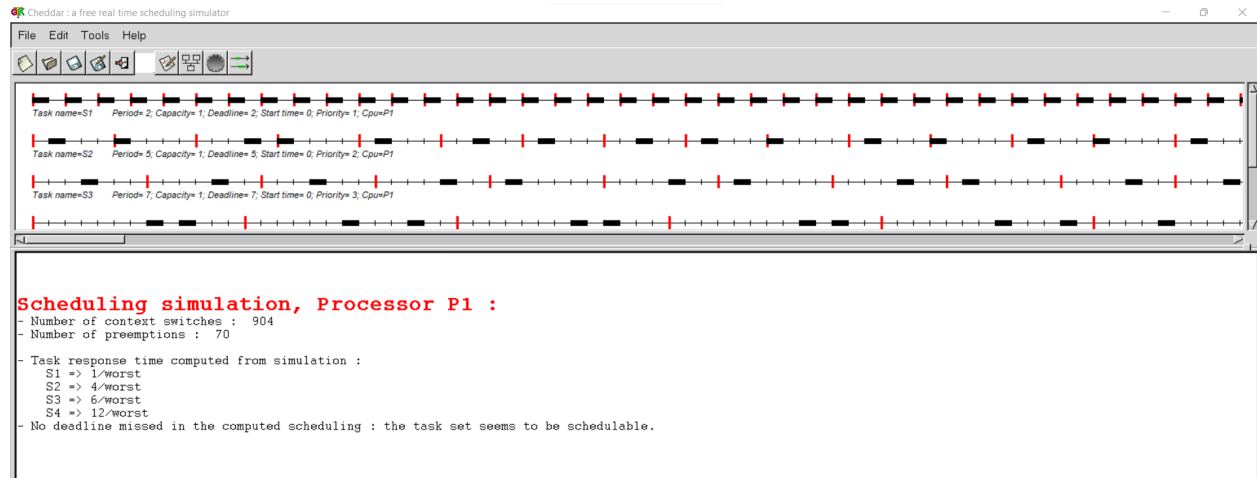 Cheddar : a free real time scheduling simulator
File Edit Tools Help
Task name=S1 Period= 2; Capacity= 1; Deadline= 2; Start time= 0; Priority= 1; Cpu=P1
Task name=S2 Period= 5; Capacity= 1; Deadline= 5; Start time= 0; Priority= 2; Cpu=P1
Task name=S3 Period= 7; Capacity= 1; Deadline= 7; Start time= 0; Priority= 3; Cpu=P1
Scheduling simulation, Processor P1 :
- Number of context switches : 904
- Number of preemptions : 70
- Task response time computed from simulation :
S1 => 1/worst
S2 => 4/worst
S3 => 6/worst
S4 => 12/worst
- No deadline missed in the computed scheduling : the task set seems to be schedulable.